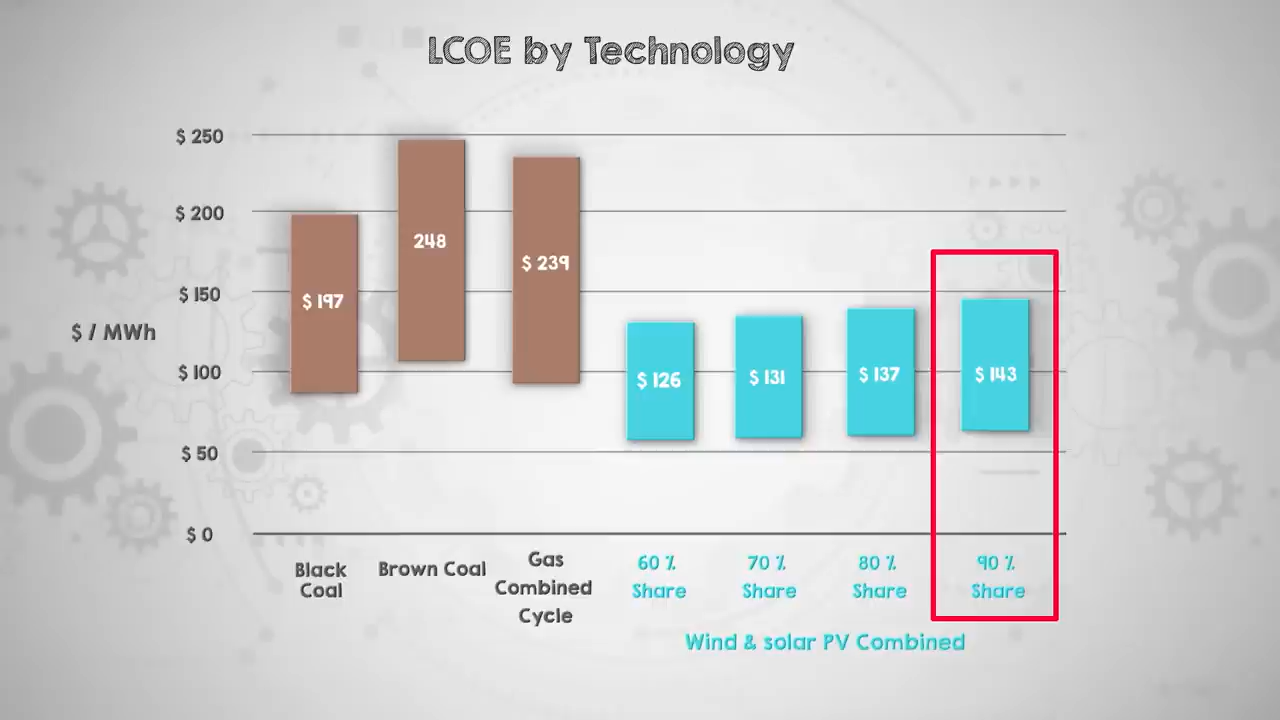 LCOE by Technology
$ 250
$ 200
$ 150
$ / MWh
$ 100
$ 50
$ 0
$ 197
248
$ 239
$ 126
$ 131
$ 137
$ 143
Black
Coal
Brown Coal
Gas
Combined
Cycle
60 %
Share
70 %
Share
80 %
Share
90 %
Share
Wind & solar PV Combined